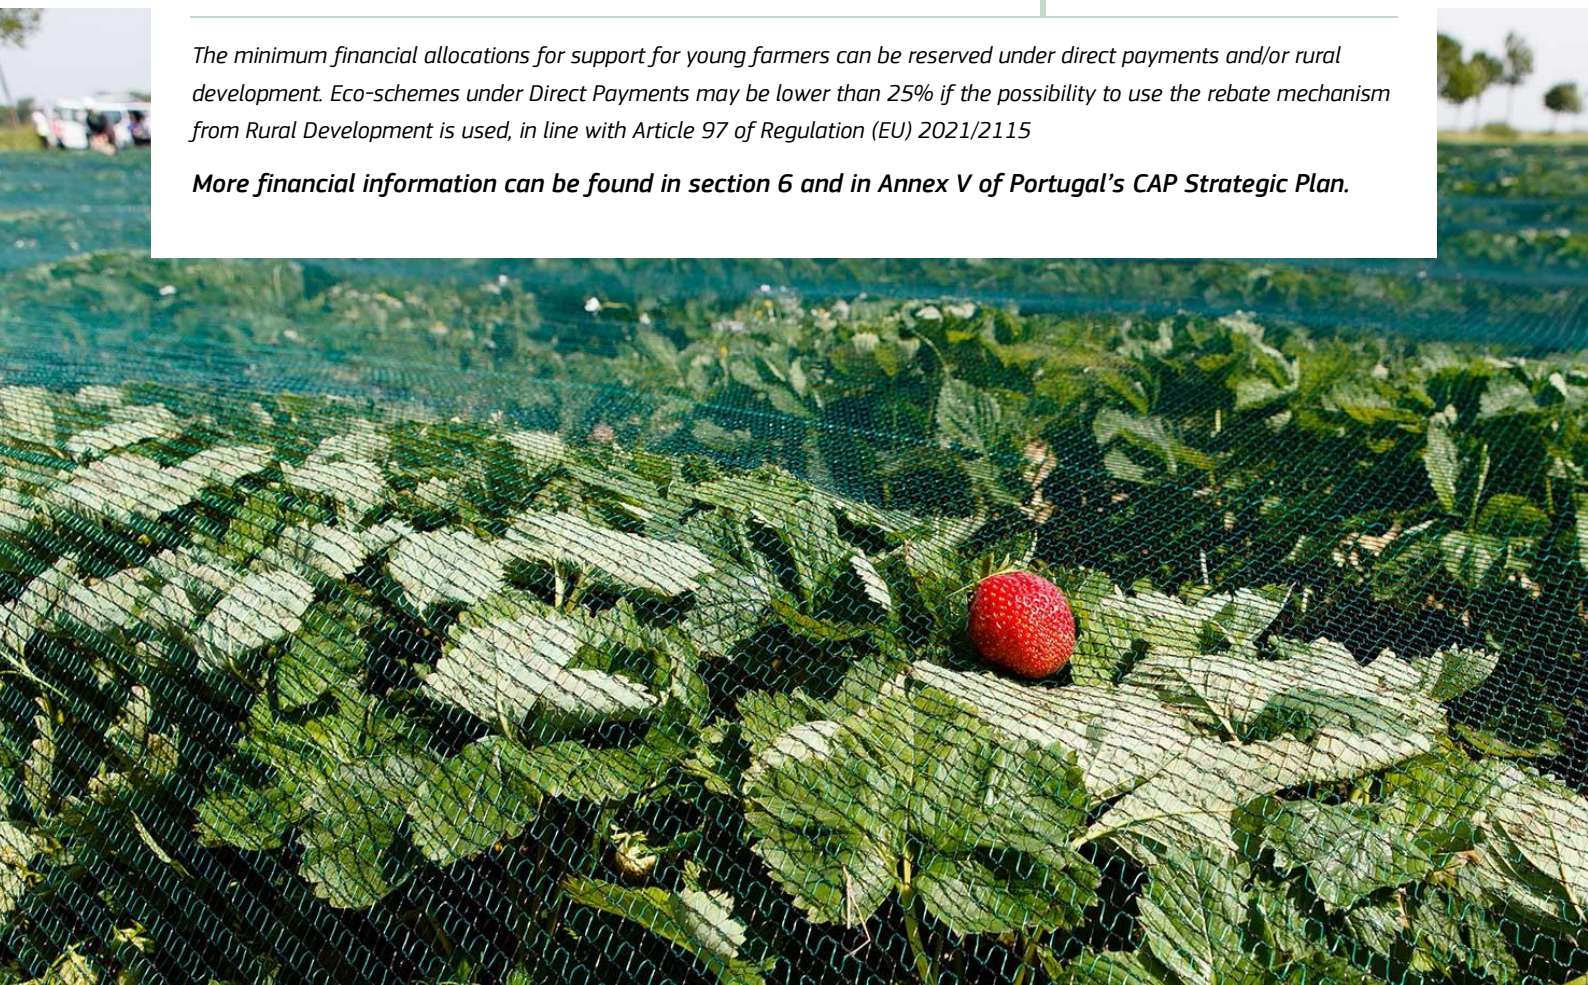 The minimum financial allocations for support for young farmers can be reserved under direct payments and/or rural
development. Eco-schemes under Direct Payments may be lower than 25% if the possibility to use the rebate mechanism
from Rural Development is used, in line with Article 97 of Regulation (EU) 2021/2115
More financial information can be found in section 6 and in Annex V of Portugal’s CAP Strategic Plan.